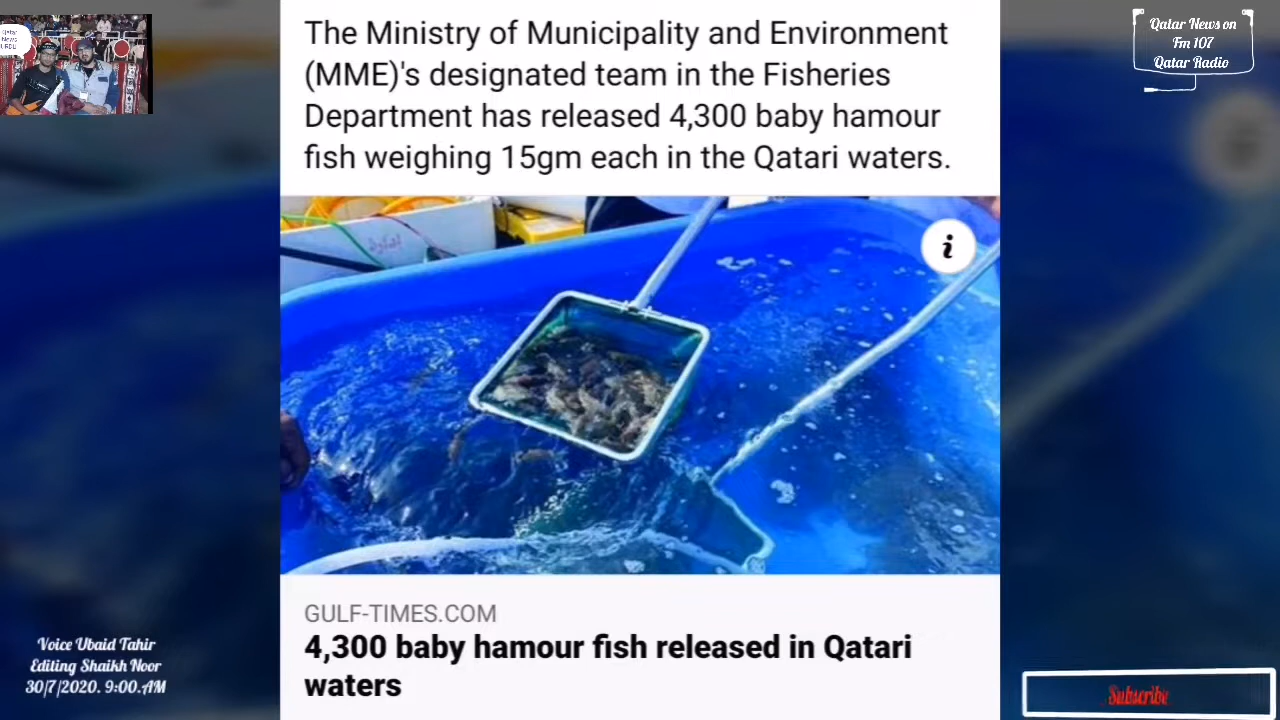 Qatar
News
URDU
The Ministry of Municipality and Environment
(MME)'s designated team in the Fisheries
Department has released 4,300 baby hamour
fish weighing 15gm each in the Qatari waters.
Qatar News on
Fm 107
Qatar Radio
i
GULF-TIMES.COM
4,300 baby hamour fish released in Qatari
waters
Voice Ubaid Tahir
Editing Shaikh Noor
30/7/2020. 9:00.AM
Subscribe